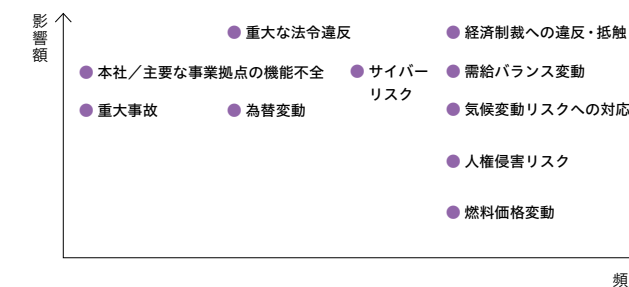 影響額
● 重大な法令違反
● 経済制裁への違反・抵触
● 本社／主要な事業拠点の機能不全
● サイバー
リスク
● 需給バランス変動
● 重大事故
● 為替変動
● 気候変動リスクへの対応
● 人権侵害リスク
● 燃料価格変動
頻